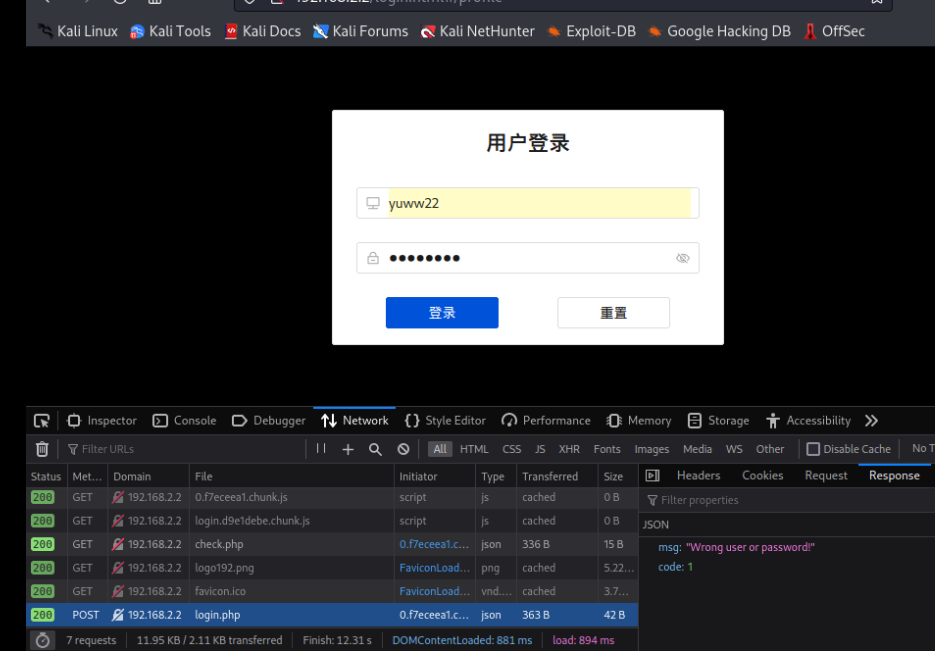 192.168.2.2/login.html#/profile
Kali Linux Kali Tools Kali Docs Kali Forums Kali NetHunter Exploit-DB Google Hacking DB OffSec
用户登录
yuww22
●●●●●●●●
登录 重置
Inspector Console Debugger Network Style Editor Performance Memory Storage Accessibility
Filter URLs All HTML CSS JS XHR Fonts Images Media WS Other Disable Cache No T
Status Met... Domain File Initiator Type Transferred Size Headers Cookies Request Response
200 GET 192.168.2.2 0.f7eceea1.chunk.js script js cached 0 B
Filter properties
200 GET 192.168.2.2 login.d9e1debe.chunk.js script js cached 0 B
JSON
200 GET 192.168.2.2 check.php 0.f7eceea1.c... json 336 B 15 B
msg: "Wrong user or password!"
200 GET 192.168.2.2 logo192.png FaviconLoad... png cached 5.22...
code: 1
200 GET 192.168.2.2 favicon.ico FaviconLoad... vnd.... cached 3.7...
200 POST 192.168.2.2 login.php 0.f7eceea1.c... json 363 B 42 B
7 requests 11.95 KB / 2.11 KB transferred Finish: 12.31 s DOMContentLoaded: 881 ms load: 894 ms